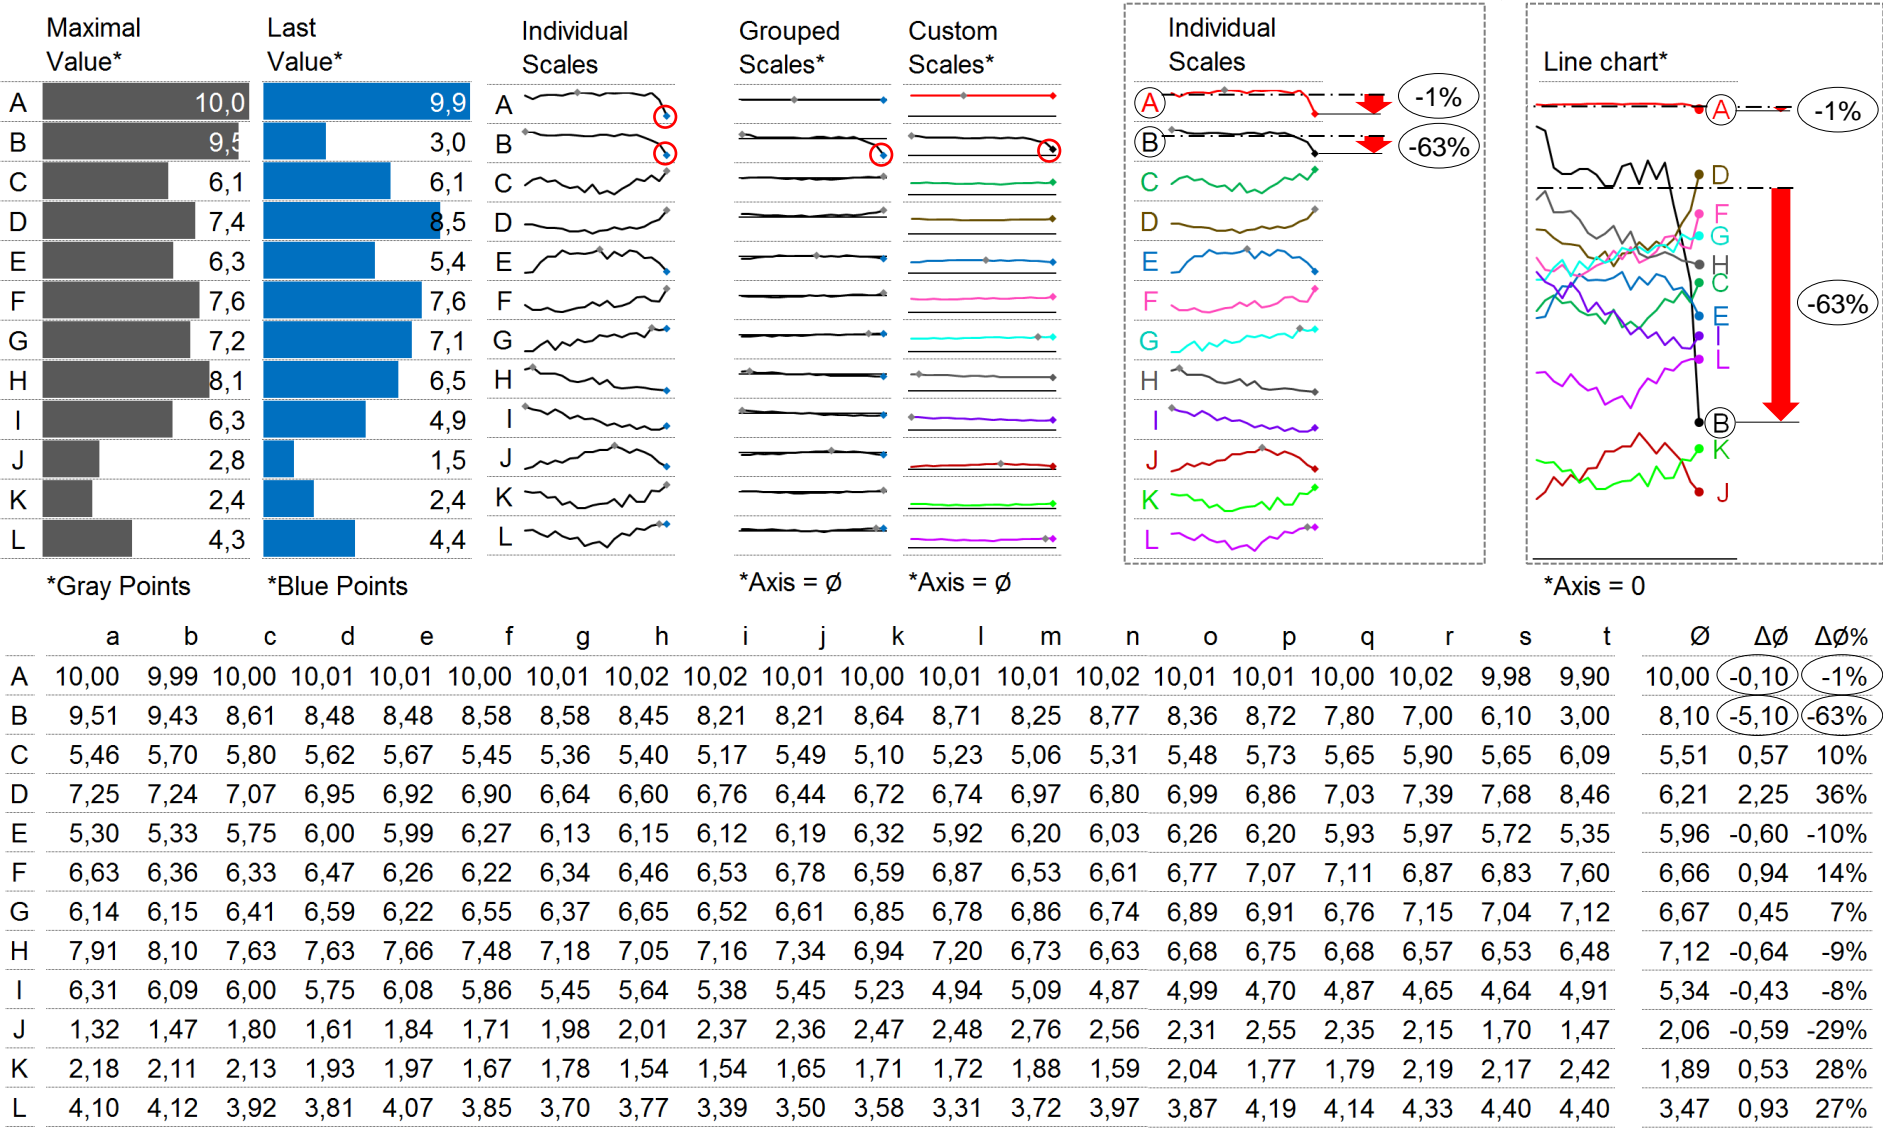 Maximal Value*
Last Value*
Individual Scales
Grouped Scales*
Custom Scales*
Individual Scales
Line chart*
A 10,0 9,9 A A -1% A -1%
B 9,5 3,0 B B -63%
C 6,1 6,1 C C
D 7,4 8,5 D D D
E 6,3 5,4 E E
F 7,6 7,6 F F F
G 7,2 7,1 G G G
H 8,1 6,5 H H H
I 6,3 4,9 I I C
J 2,8 1,5 J J E -63%
K 2,4 2,4 K K I
L 4,3 4,4 L L L
B
K
J
*Gray Points *Blue Points *Axis = Ø *Axis = Ø *Axis = 0
a b c d e f g h i j k l m n o p q r s t Ø ΔØ ΔØ%
A 10,00 9,99 10,00 10,01 10,01 10,00 10,01 10,02 10,02 10,01 10,00 10,01 10,01 10,02 10,01 10,01 10,00 10,02 9,98 9,90 10,00 -0,10 -1%
B 9,51 9,43 8,61 8,48 8,48 8,58 8,58 8,45 8,21 8,21 8,64 8,71 8,25 8,77 8,36 8,72 7,80 7,00 6,10 3,00 8,10 -5,10 -63%
C 5,46 5,70 5,80 5,62 5,67 5,45 5,36 5,40 5,17 5,49 5,10 5,23 5,06 5,31 5,48 5,73 5,65 5,90 5,65 6,09 5,51 0,57 10%
D 7,25 7,24 7,07 6,95 6,92 6,90 6,64 6,60 6,76 6,44 6,72 6,74 6,97 6,80 6,99 6,86 7,03 7,39 7,68 8,46 6,21 2,25 36%
E 5,30 5,33 5,75 6,00 5,99 6,27 6,13 6,15 6,12 6,19 6,32 5,92 6,20 6,03 6,26 6,20 5,93 5,97 5,72 5,35 5,96 -0,60 -10%
F 6,63 6,36 6,33 6,47 6,26 6,22 6,34 6,46 6,53 6,78 6,59 6,87 6,53 6,61 6,77 7,07 7,11 6,87 6,83 7,60 6,66 0,94 14%
G 6,14 6,15 6,41 6,59 6,22 6,55 6,37 6,65 6,52 6,61 6,85 6,78 6,86 6,74 6,89 6,91 6,76 7,15 7,04 7,12 6,67 0,45 7%
H 7,91 8,10 7,63 7,63 7,66 7,48 7,18 7,05 7,16 7,34 6,94 7,20 6,73 6,63 6,68 6,75 6,68 6,57 6,53 6,48 7,12 -0,64 -9%
I 6,31 6,09 6,00 5,75 6,08 5,86 5,45 5,64 5,38 5,45 5,23 4,94 5,09 4,87 4,99 4,70 4,87 4,65 4,64 4,91 5,34 -0,43 -8%
J 1,32 1,47 1,80 1,61 1,84 1,71 1,98 2,01 2,37 2,36 2,47 2,48 2,76 2,56 2,31 2,55 2,35 2,15 1,70 1,47 2,06 -0,59 -29%
K 2,18 2,11 2,13 1,93 1,97 1,67 1,78 1,54 1,54 1,65 1,71 1,72 1,88 1,59 2,04 1,77 1,79 2,19 2,17 2,42 1,89 0,53 28%
L 4,10 4,12 3,92 3,81 4,07 3,85 3,70 3,77 3,39 3,50 3,58 3,31 3,72 3,97 3,87 4,19 4,14 4,33 4,40 4,40 3,47 0,93 27%